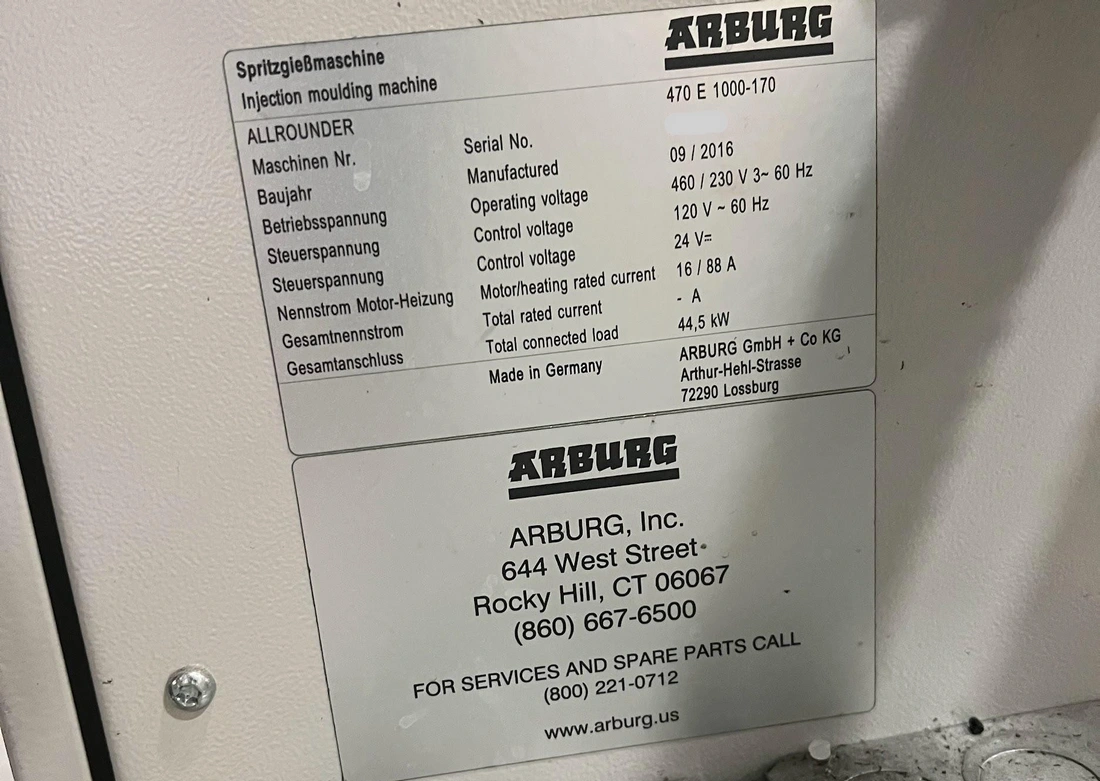 Spritzgießmaschine
Injection moulding machine
ARBURG
ALLROUNDER 470 E 1000-170
Maschinen Nr. Serial No.
Baujahr Manufactured 09 / 2016
Betriebsspannung Operating voltage 460 / 230 V 3~ 60 Hz
Steuerspannung Control voltage 120 V ~ 60 Hz
Steuerspannung Control voltage 24 V=
Nennstrom Motor-Heizung Motor/heating rated current 16 / 88 A
Gesamtnennstrom Total rated current - A
Gesamtanschluss Total connected load 44,5 kW
Made in Germany ARBURG GmbH + Co KG
Arthur-Hehl-Strasse
72290 Lossburg
ARBURG
ARBURG, Inc.
644 West Street
Rocky Hill, CT 06067
(860) 667-6500
FOR SERVICES AND SPARE PARTS CALL
(800) 221-0712
www.arburg.us